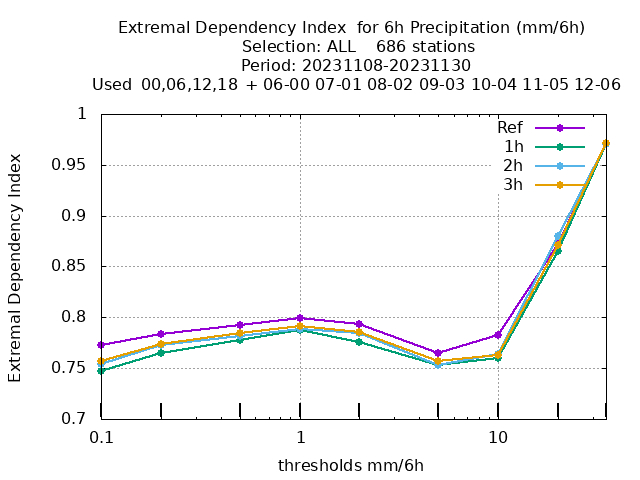 Extremal Dependency Index  for 6h Precipitation (mm/6h)
Selection: ALL    686 stations
Period: 20231108-20231130
Used  00,06,12,18  + 06-00 07-01 08-02 09-03 10-04 11-05 12-06
Extremal Dependency Index
1
0.95
0.9
0.85
0.8
0.75
0.7
Ref
1h
2h
3h
0.1 1 10
thresholds mm/6h